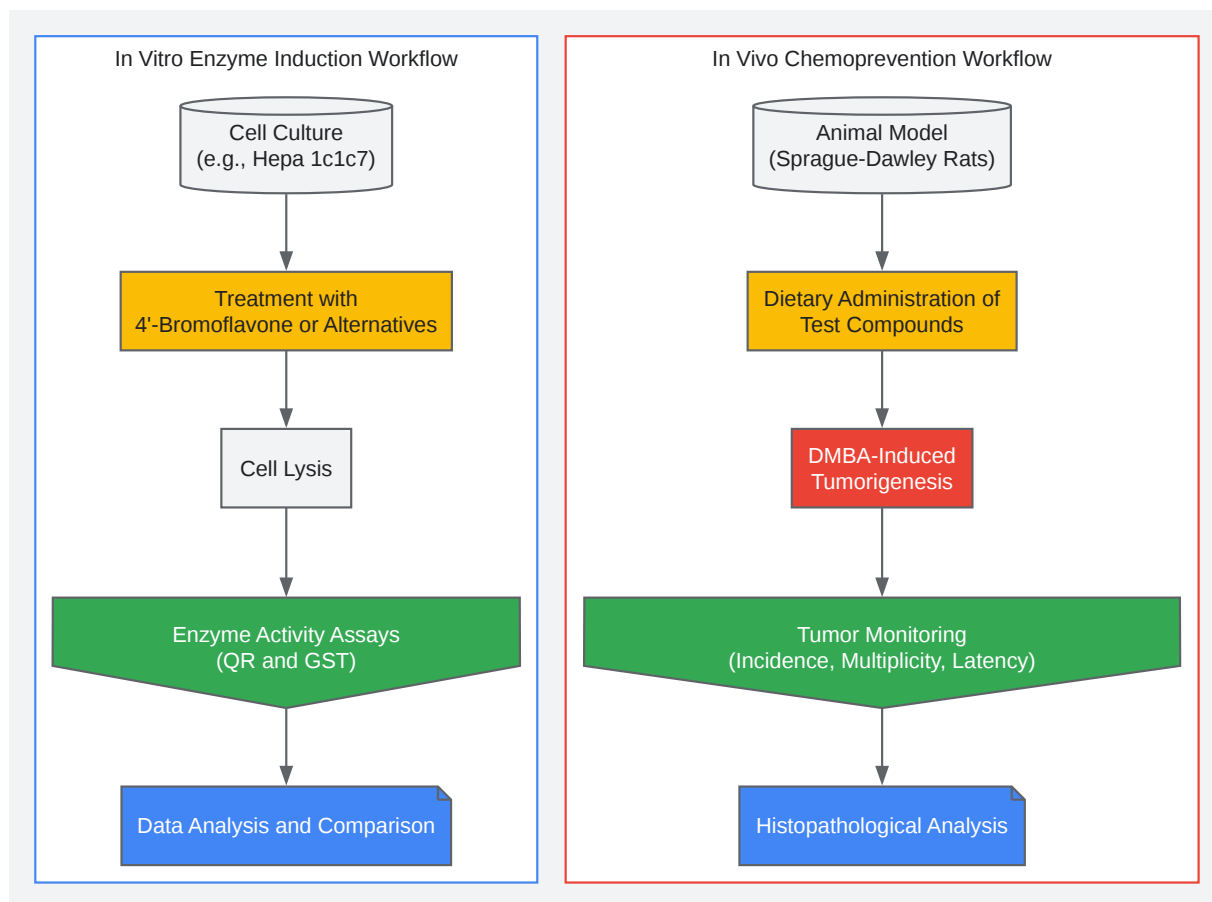 In Vitro Enzyme Induction Workflow
Cell Culture
(e.g., Hepa 1c1c7)
Treatment with
4'-Bromoflavone or Alternatives
Cell Lysis
Enzyme Activity Assays
(QR and GST)
Data Analysis and Comparison
In Vivo Chemoprevention Workflow
Animal Model
(Sprague-Dawley Rats)
Dietary Administration of
Test Compounds
DMBA-Induced
Tumorigenesis
Tumor Monitoring
(Incidence, Multiplicity, Latency)
Histopathological Analysis